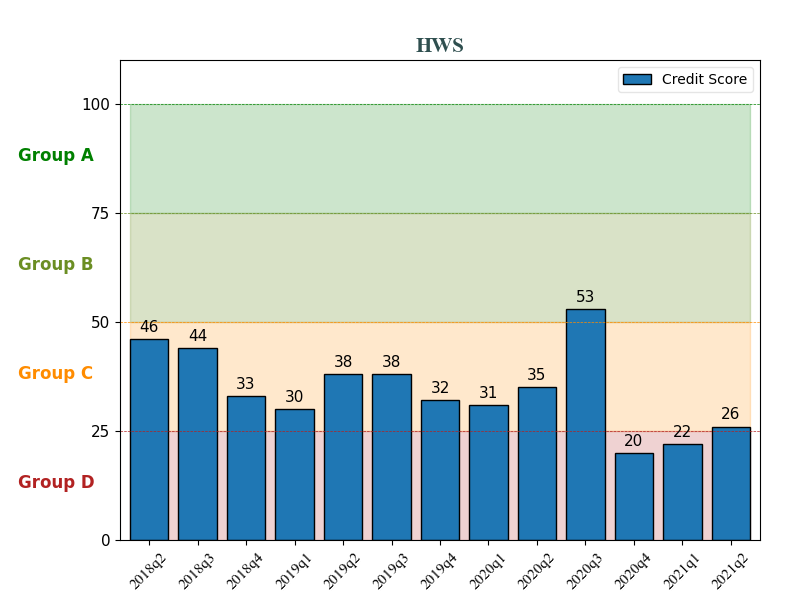 HWS
Credit Score
100
Group A
75
Group B
53
50
46
44
38
38
Group C
35
33
32
31
30
26
25
22
20
Group D
0
2018q2
2018q3
2018q4
2019q1
2019q2
2019q3
2019q4
2020q1
2020q2
2020q3
2020q4
2021q1
2021q2